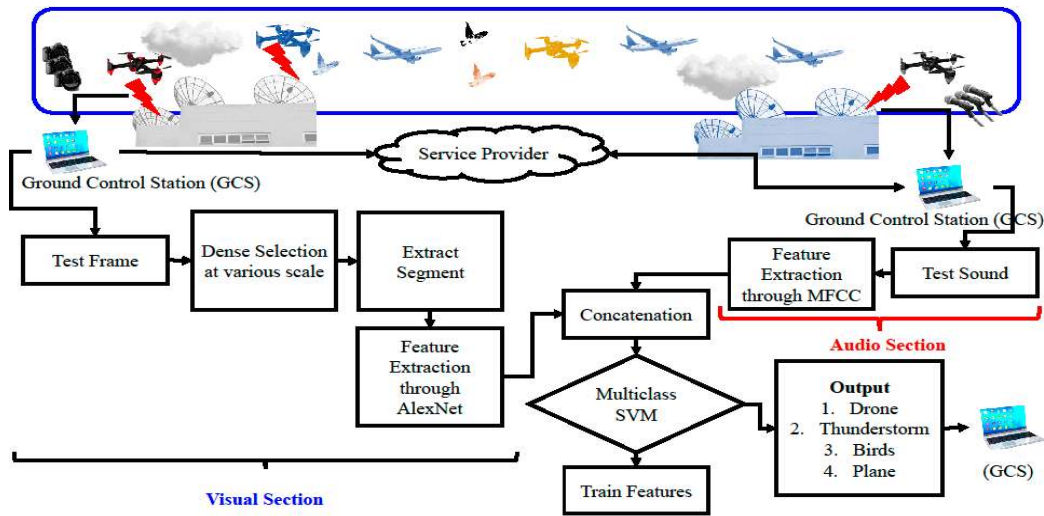 Service Provider
Ground Control Station (GCS)
Ground Control Station (GCS)
Test Frame
Dense Selection
at various scale
Extract
Segment
Feature
Extraction
through MFCC
Test Sound
Concatenation
Audio Section
Feature
Extraction
through
AlexNet
Multiclass
SVM
Output
1. Drone
2. Thunderstorm
3. Birds
4. Plane
(GCS)
Visual Section
Train Features